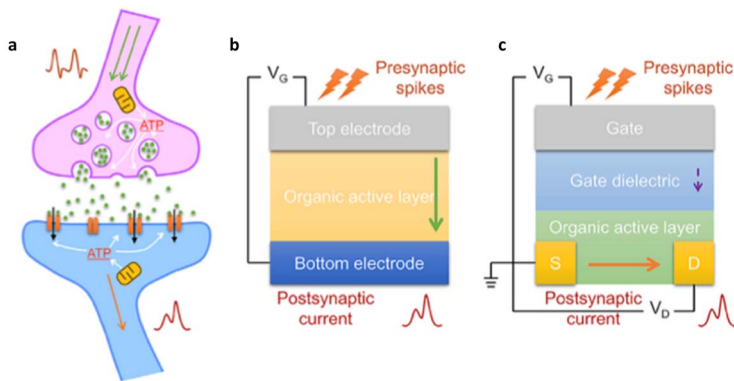 a
ATP
ATP
b
V_G
Presynaptic
spikes
Top electrode
Organic active layer
Bottom electrode
Postsynaptic
current
c
V_G
Presynaptic
spikes
Gate
Gate dielectric
Organic active layer
S
D
Postsynaptic
current
V_D